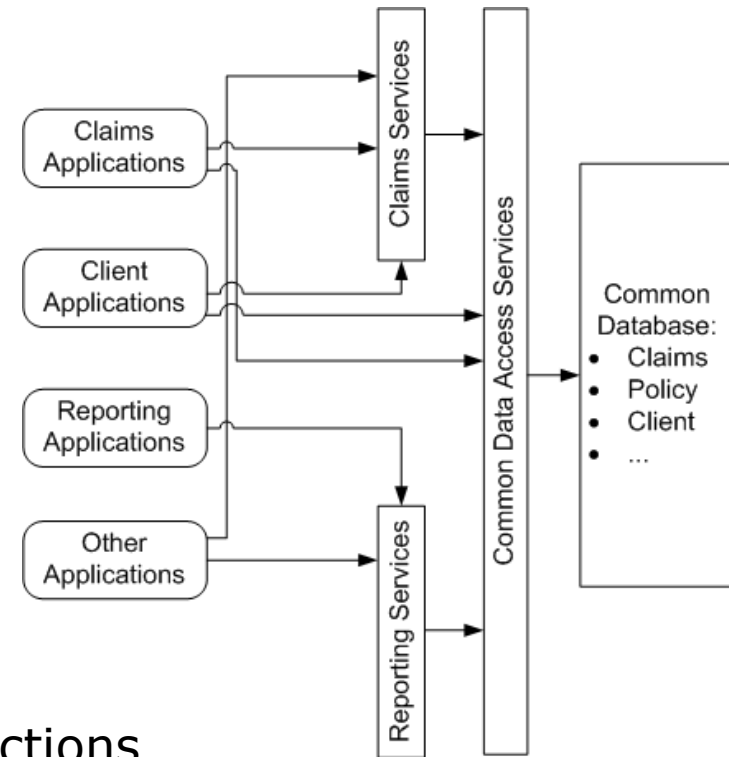 Claims
Applications
Client
Applications
Reporting
Applications
Other
Applications
Claims Services
Reporting Services
Common Data Access Services
Common
Database:
• Claims
• Policy
• Client
• ...
ctions